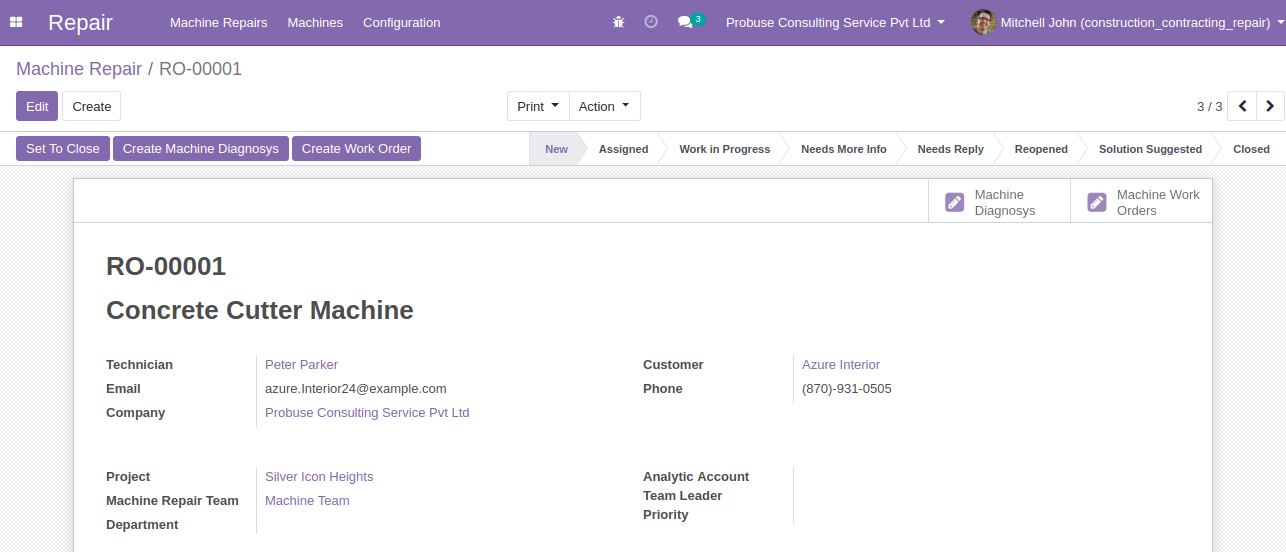 Repair
Machine Repairs Machines Configuration
3
Probuse Consulting Service Pvt Ltd
Mitchell John (construction_contracting_repair)
Machine Repair / RO-00001
Edit Create
Print Action
3 / 3
Set To Close Create Machine Diagnosys Create Work Order
New Assigned Work in Progress Needs More Info Needs Reply Reopened Solution Suggested Closed
Machine
Diagnosys
Machine Work
Orders
RO-00001
Concrete Cutter Machine
Technician Peter Parker
Email azure.Interior24@example.com
Company Probuse Consulting Service Pvt Ltd
Customer Azure Interior
Phone (870)-931-0505
Project Silver Icon Heights
Machine Repair Team Machine Team
Department
Analytic Account
Team Leader
Priority